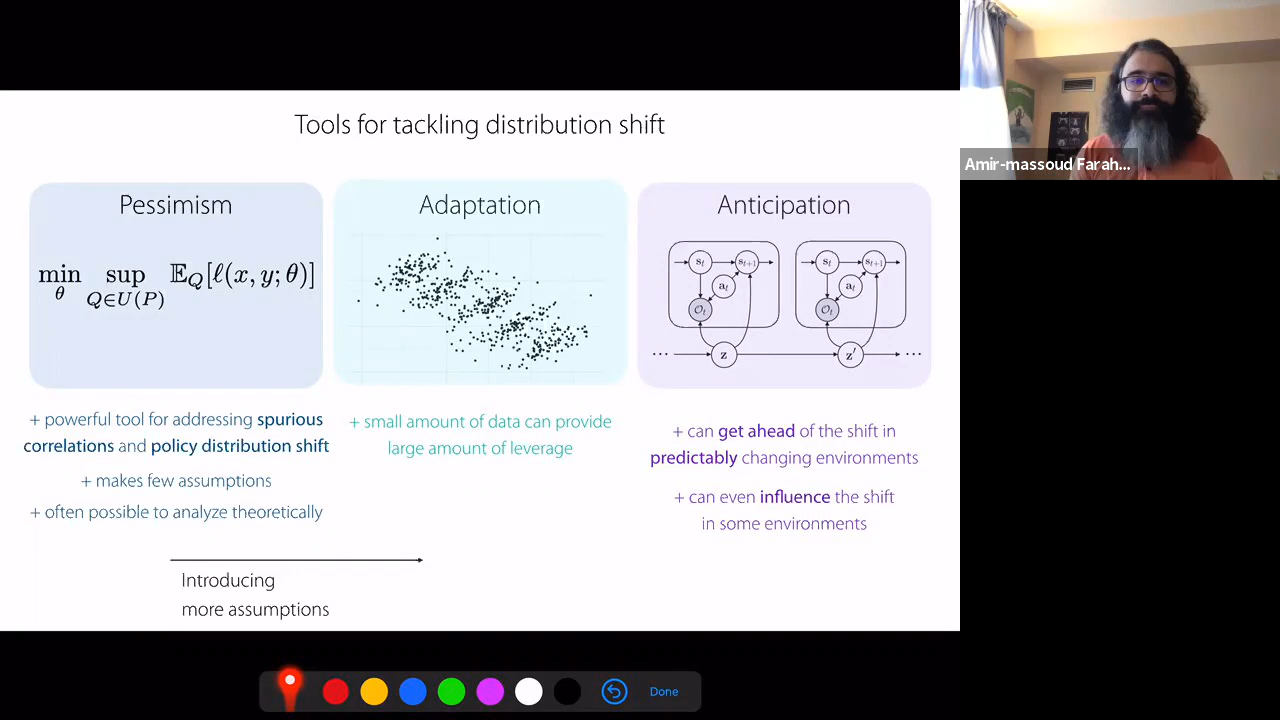 Tools for tackling distribution shift
Pessimism
min sup 𝔼_Q[ℓ(x, y; θ)]
θ Q∈U(P)
+ powerful tool for addressing spurious
correlations and policy distribution shift
+ makes few assumptions
+ often possible to analyze theoretically
Adaptation
+ small amount of data can provide
large amount of leverage
Anticipation
s_t s_{t+1} s_t s_{t+1}
a_t a_t
𝒪_t 𝒪_t
... z z′ ...
+ can get ahead of the shift in
predictably changing environments
+ can even influence the shift
in some environments
Introducing
more assumptions
Amir-massoud Farah...
Done